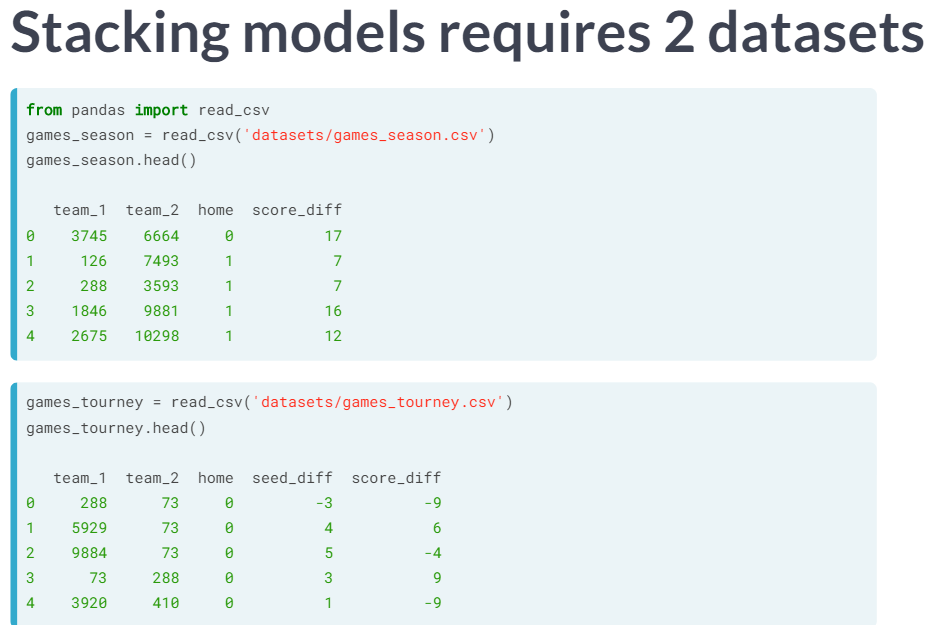 Stacking models requires 2 datasets
from pandas import read_csv
games_season = read_csv('datasets/games_season.csv')
games_season.head()
team_1 team_2 home score_diff
0 3745 6664 0 17
1 126 7493 1 7
2 288 3593 1 7
3 1846 9881 1 16
4 2675 10298 1 12
games_tourney = read_csv('datasets/games_tourney.csv')
games_tourney.head()
team_1 team_2 home seed_diff score_diff
0 288 73 0 -3 -9
1 5929 73 0 4 6
2 9884 73 0 5 -4
3 73 288 0 3 9
4 3920 410 0 1 -9